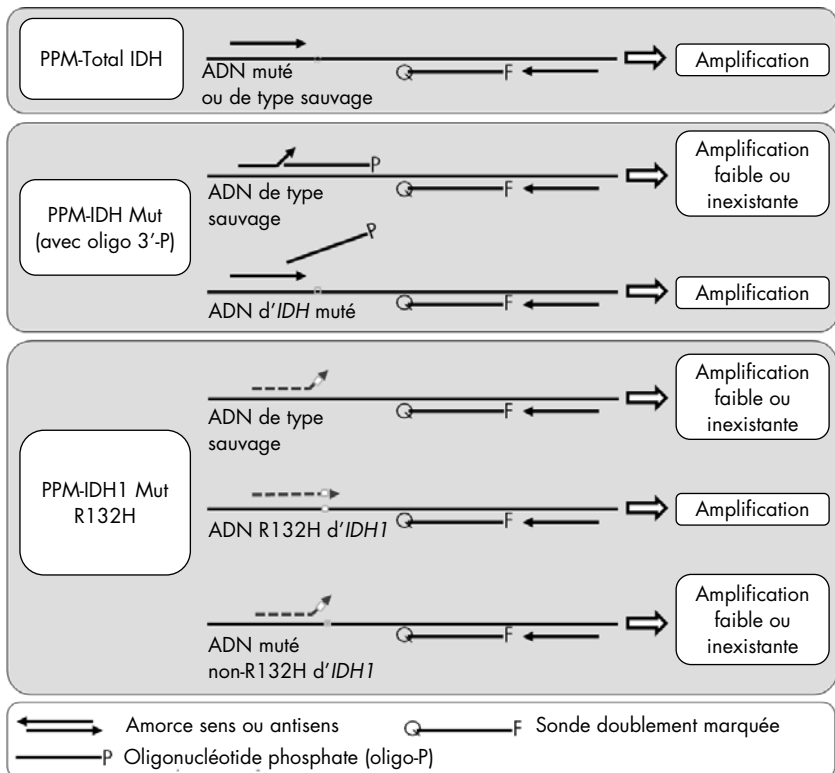 PPM-Total IDH
ADN muté
ou de type sauvage
Q
F
Amplification
PPM-IDH Mut
(avec oligo 3'-P)
P
ADN de type
sauvage
Q
F
Amplification
faible ou
inexistante
P
ADN d'IDH muté
Q
F
Amplification
PPM-IDH1 Mut
R132H
ADN de type
sauvage
Q
F
Amplification
faible ou
inexistante
ADN R132H d'IDH1
Q
F
Amplification
ADN muté
non-R132H d'IDH1
Q
F
Amplification
faible ou
inexistante
Amorce sens ou antisens
Q
F
Sonde doublement marquée
P
Oligonucléotide phosphate (oligo-P)